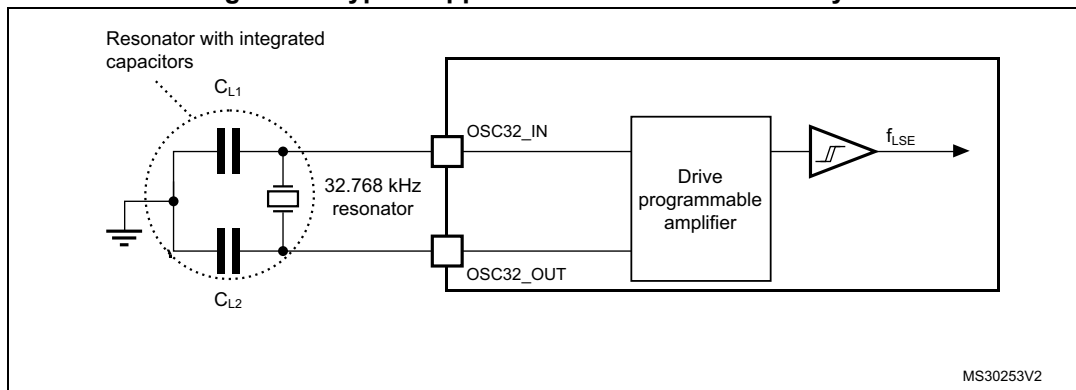 Resonator with integrated
capacitors
CL1
OSC32_IN
fLSE
32.768 kHz
resonator
Drive
programmable
amplifier
OSC32_OUT
CL2
MS30253V2